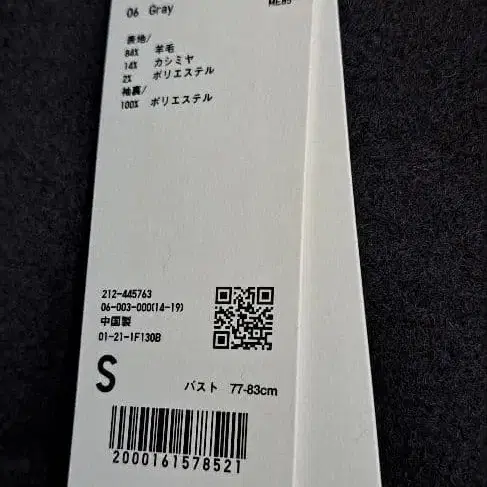 06 Gray
表地/
84% 羊毛
14% カシミヤ
2% ポリエステル
袖裏/
100% ポリエステル
212-445763
06-003-000(14-19)
中国製
01-21-1F130B
S
バスト 77-83cm
2000161578521